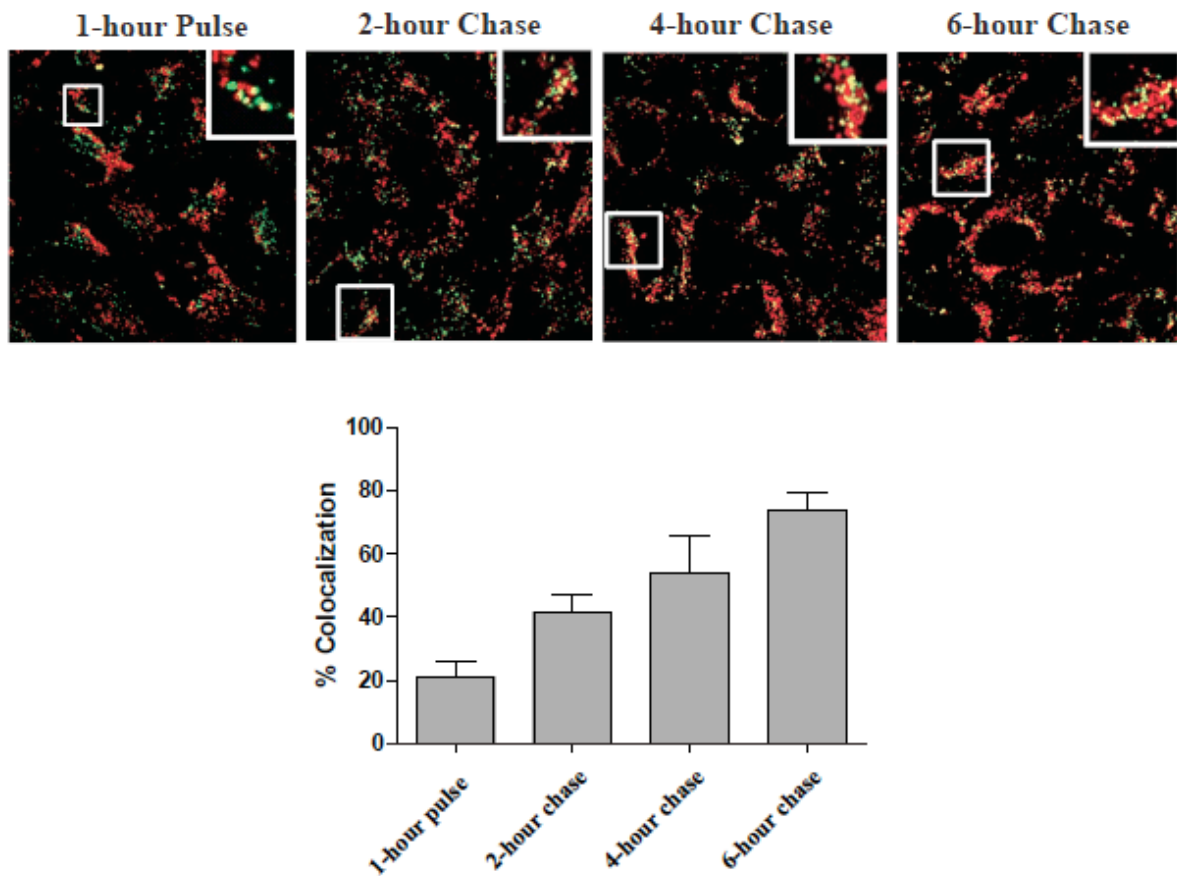 1-hour Pulse
2-hour Chase
4-hour Chase
6-hour Chase
100
80
60
40
20
0
% Colocalization
1-hour pulse
2-hour chase
4-hour chase
6-hour chase